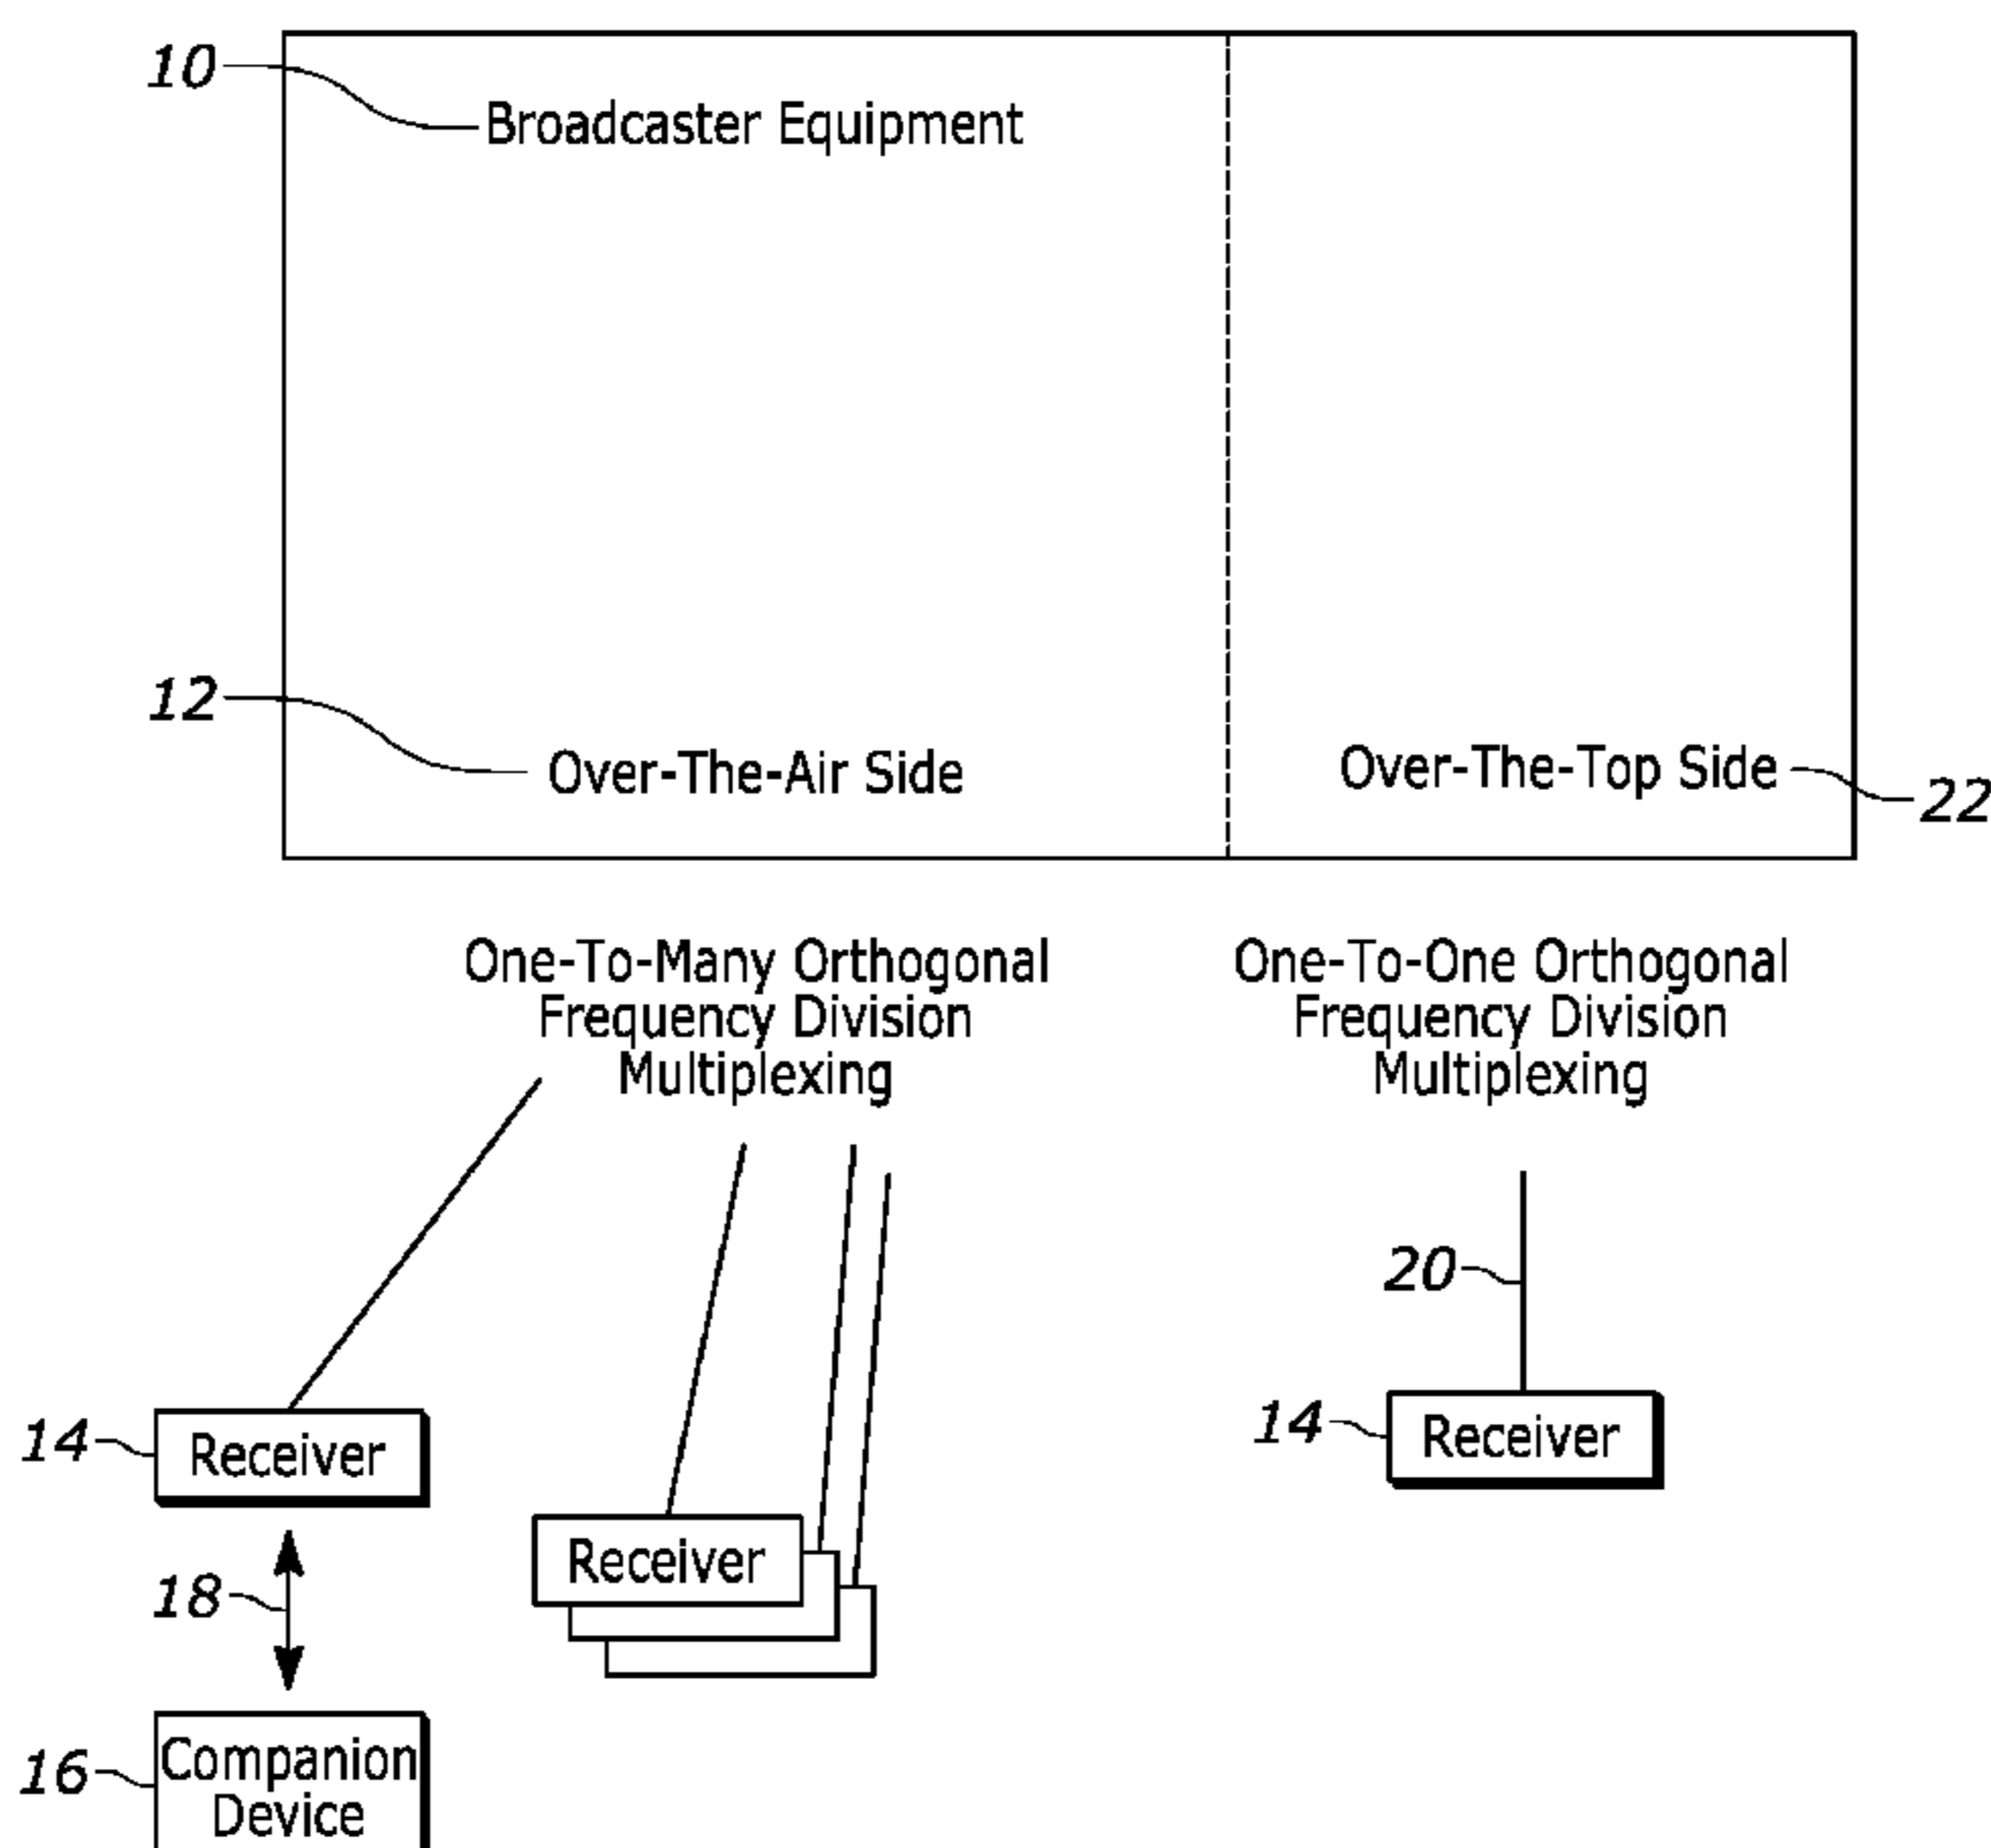 10
Broadcaster Equipment
12
Over-The-Air Side
Over-The-Top Side
22
One-To-Many Orthogonal
Frequency Division
Multiplexing
One-To-One Orthogonal
Frequency Division
Multiplexing
20
14
Receiver
14
Receiver
Receiver
18
16
Companion
Device